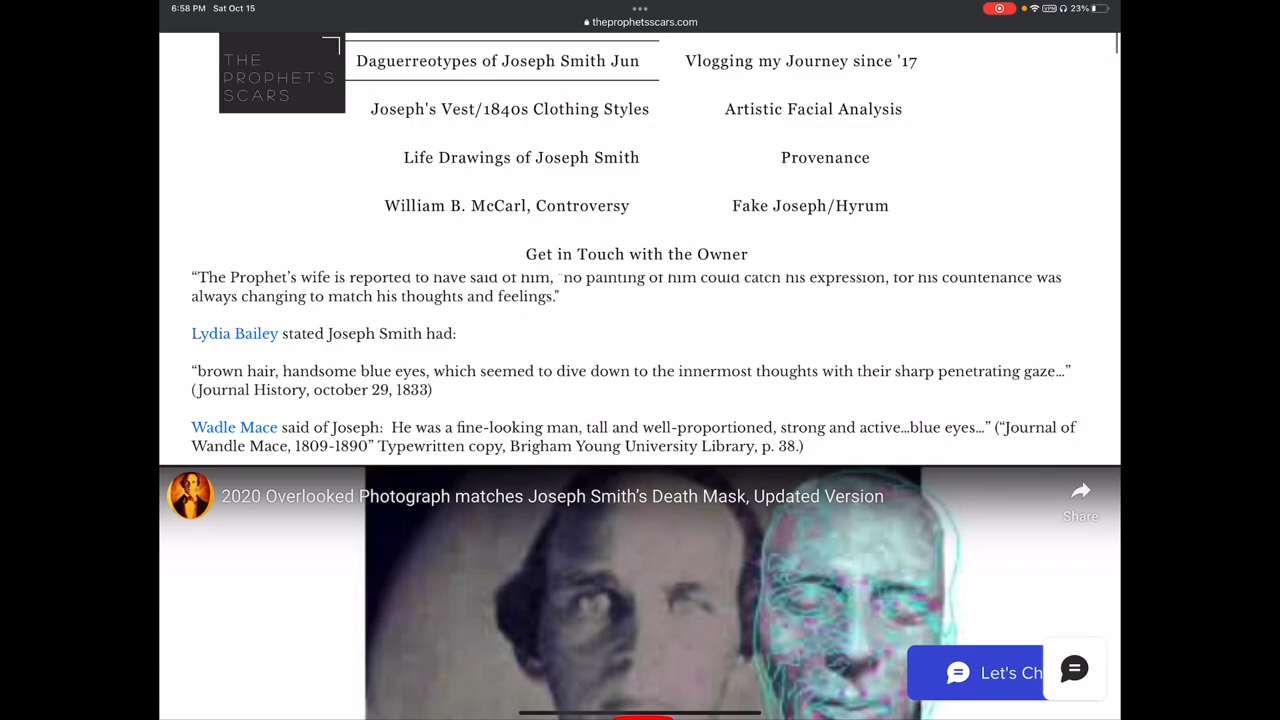 6:58 PM Sat Oct 15
theprophetsscars.com
VPN 23%
THE
PROPHET'S
SCARS
Daguerreotypes of Joseph Smith Jun
Vlogging my Journey since '17
Joseph's Vest/1840s Clothing Styles
Artistic Facial Analysis
Life Drawings of Joseph Smith
Provenance
William B. McCarl, Controversy
Fake Joseph/Hyrum
Get in Touch with the Owner
“The Prophet’s wife is reported to have said of him, "no painting of him could catch his expression, for his countenance was
always changing to match his thoughts and feelings."
Lydia Bailey stated Joseph Smith had:
“brown hair, handsome blue eyes, which seemed to dive down to the innermost thoughts with their sharp penetrating gaze…”
(Journal History, october 29, 1833)
Wadle Mace said of Joseph: He was a fine-looking man, tall and well-proportioned, strong and active…blue eyes…” (“Journal of
Wandle Mace, 1809-1890” Typewritten copy, Brigham Young University Library, p. 38.)
2020 Overlooked Photograph matches Joseph Smith’s Death Mask, Updated Version
Share
Let's Ch